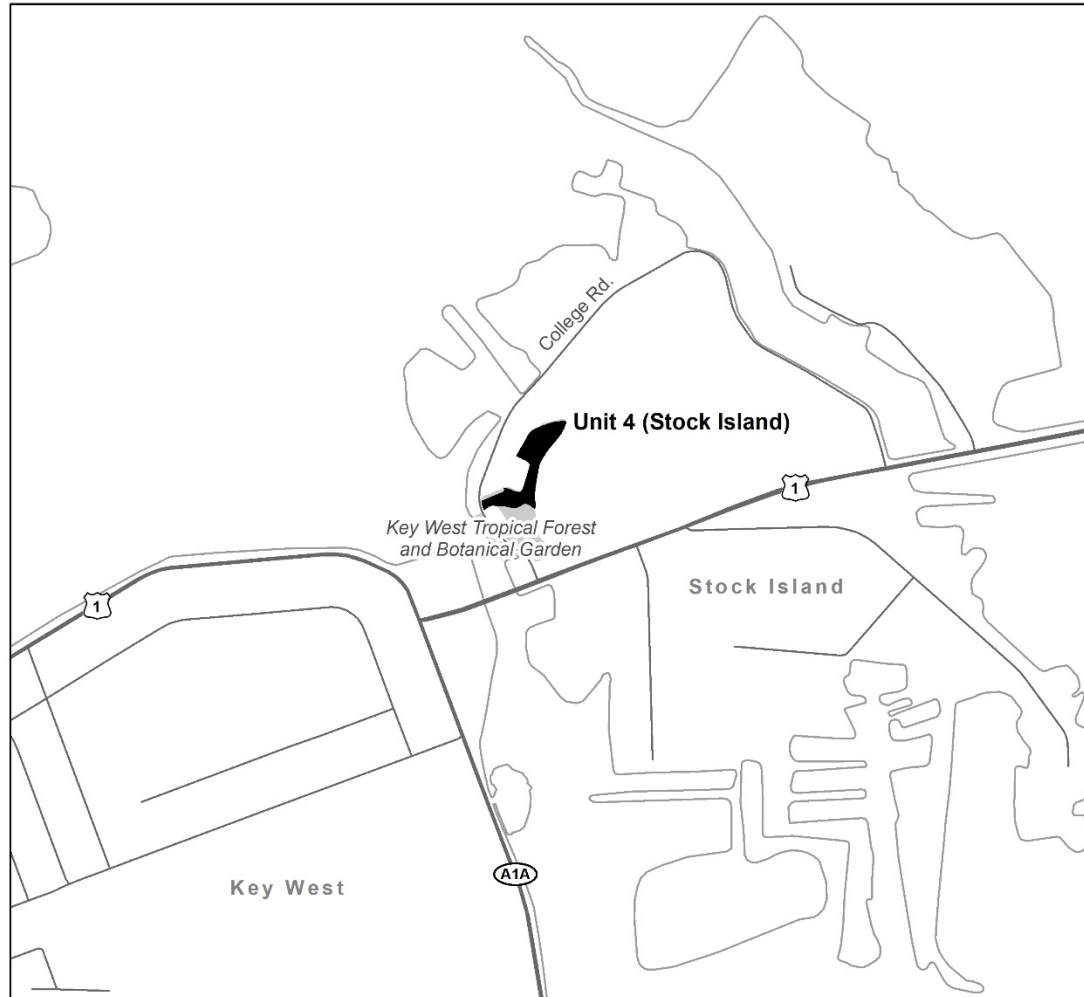 College Rd.
Unit 4 (Stock Island)
1
Key West Tropical Forest
and Botanical Garden
Stock Island
1
Key West
A1A